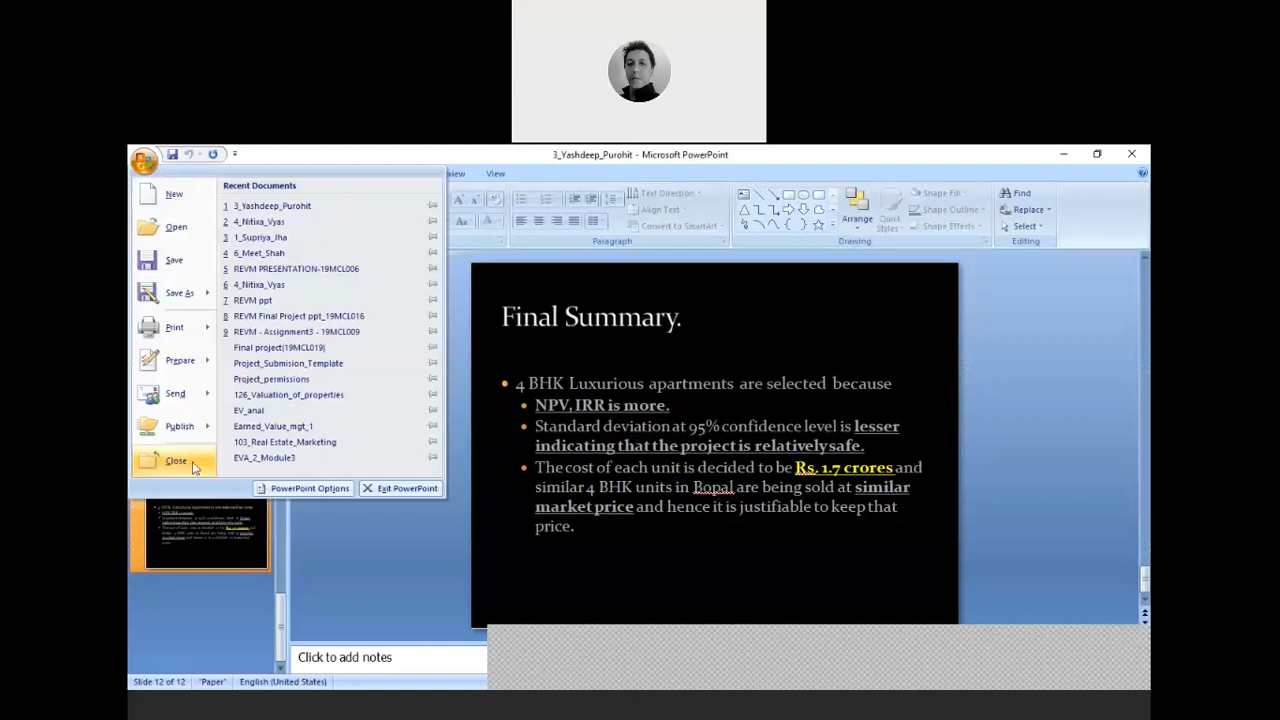 3_Yashdeep_Purohit - Microsoft PowerPoint
View
New
Open
Save
Save As
Print
Prepare
Send
Publish
Close
Recent Documents
1 3_Yashdeep_Purohit
2 4_Nitixa_Vyas
3 1_Supriya_Jha
4 6_Meet_Shah
5 REVM PRESENTATION-19MCL006
6 4_Nitixa_Vyas
7 REVM ppt
8 REVM Final Project ppt_19MCL016
9 REVM - Assignment3 - 19MCL009
Final project(19MCL019)
Project_Submision_Template
Project_permissions
126_Valuation_of_properties
EV_anal
Earned_Value_mgt_1
103_Real_Estate_Marketing
EVA_2_Module3
PowerPoint Options
Exit PowerPoint
Text Direction
Align Text
Convert to SmartArt
Paragraph
Arrange
Quick
Styles
Shape Fill
Shape Outline
Shape Effects
Drawing
Find
Replace
Select
Editing
Final Summary.
4 BHK Luxurious apartments are selected because
NPV, IRR is more.
Standard deviation at 95% confidence level is lesser
indicating that the project is relatively safe.
The cost of each unit is decided to be Rs. 1.7 crores and
similar 4 BHK units in Bopal are being sold at similar
market price and hence it is justifiable to keep that
price.
Click to add notes
Slide 12 of 12
"Paper"
English (United States)